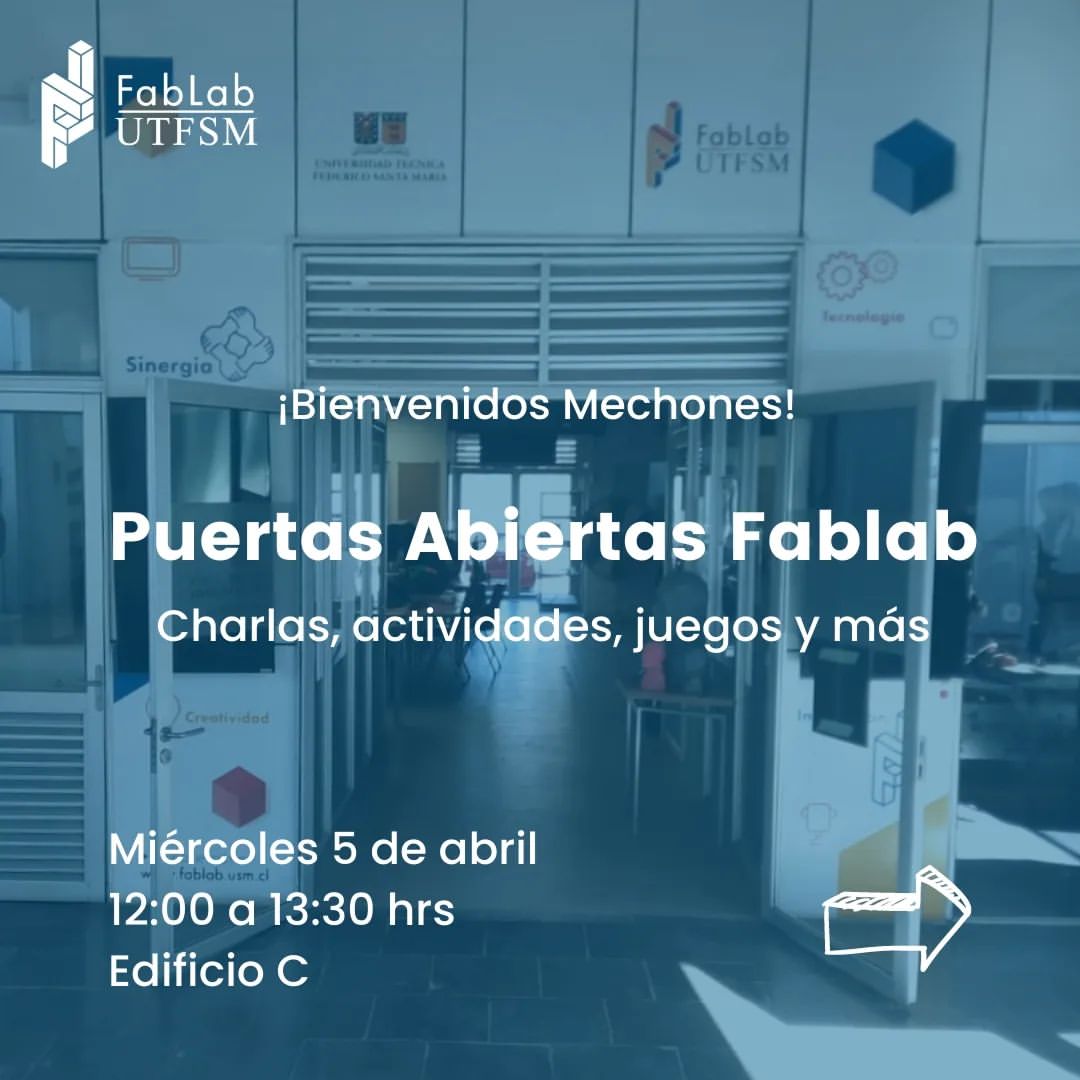 FabLab
UTFSM
UNIVERSIDAD TECNICA
FEDERICO SANTA MARIA
FabLab
UTFSM
Sinergia
Tecnologia
¡Bienvenidos Mechones!
Puertas Abiertas Fablab
Charlas, actividades, juegos y más
Creatividad
Miércoles 5 de abril
fablab.usm.cl
12:00 a 13:30 hrs
Edificio C